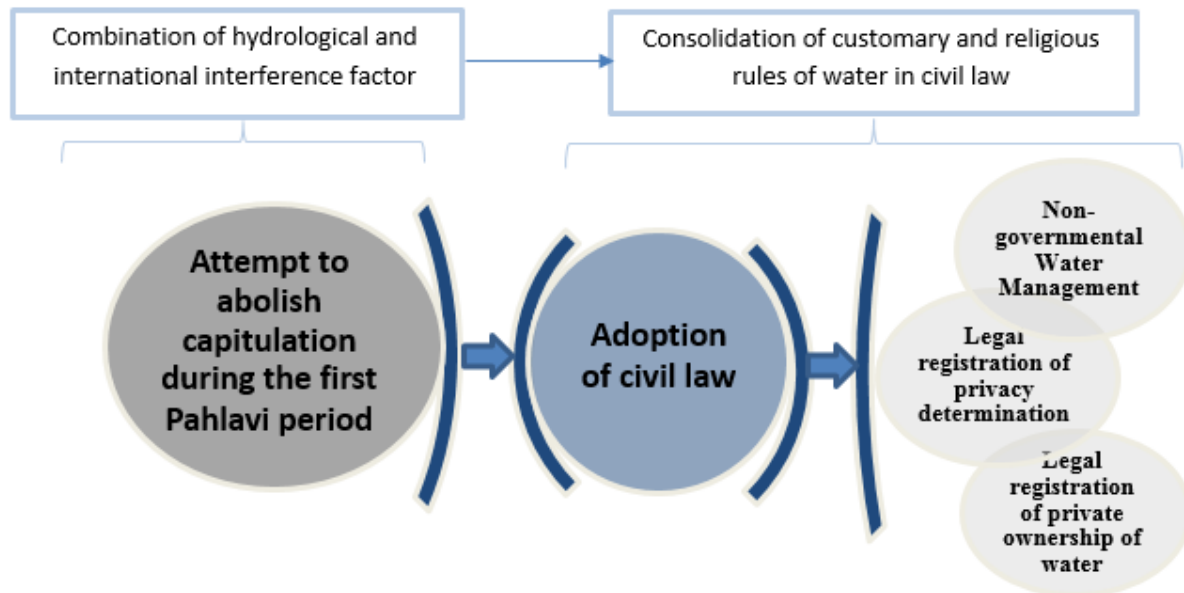 Combination of hydrological and
international interference factor
Consolidation of customary and religious
rules of water in civil law
Attempt to
abolish
capitulation
during the first
Pahlavi period
Adoption
of civil law
Non-
governmental
Water
Management
Legal
registration of
privacy
determination
Legal
registration
of private
ownership of
water